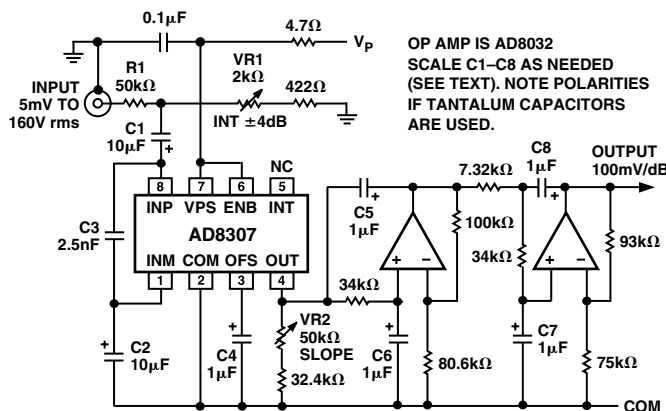 0.1μF
4.7Ω
V_P
OP AMP IS AD8032
SCALE C1–C8 AS NEEDED
(SEE TEXT). NOTE POLARITIES
IF TANTALUM CAPACITORS
ARE USED.
INPUT
5mV TO
160V rms
R1
50kΩ
VR1
2kΩ
422Ω
INT ±4dB
C1
10μF
+
NC
8
7
6
5
INP
VPS
ENB
INT
AD8307
INM
COM
OFS
OUT
1
2
3
4
C3
2.5nF
C2
10μF
+
C4
1μF
+
VR2
50kΩ
SLOPE
32.4kΩ
C5
1μF
+
34kΩ
C6
1μF
+
+
–
100kΩ
80.6kΩ
7.32kΩ
C8
1μF
+
34kΩ
C7
1μF
+
+
–
OUTPUT
100mV/dB
93kΩ
75kΩ
COM